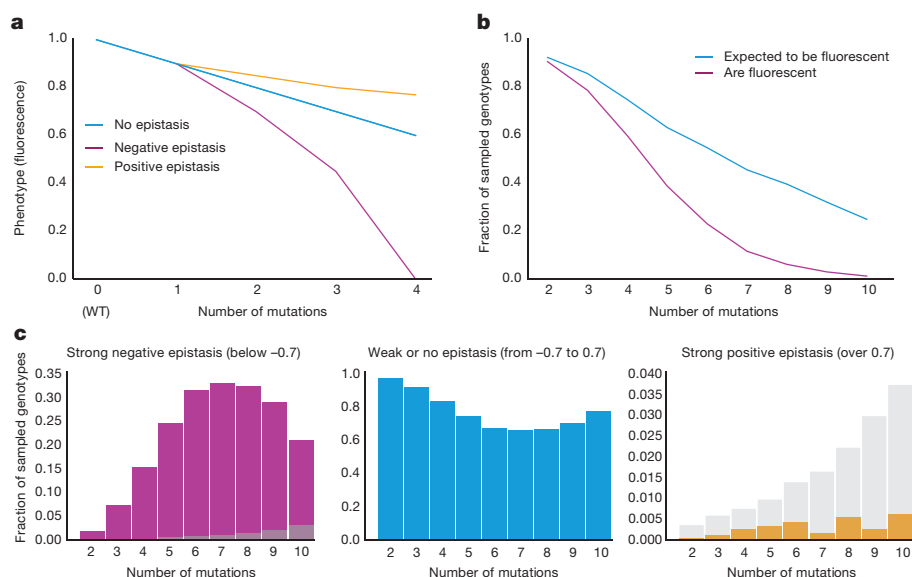 a
1.0
0.8
0.6
0.4
0.2
0.0
Phenotype (fluorescence)
No epistasis
Negative epistasis
Positive epistasis
0 1 2 3 4
(WT) Number of mutations
b
1.0
0.8
0.6
0.4
0.2
0.0
Fraction of sampled genotypes
Expected to be fluorescent
Are fluorescent
2 3 4 5 6 7 8 9 10
Number of mutations
c
Strong negative epistasis (below –0.7)
Fraction of sampled genotypes
0.35
0.30
0.25
0.20
0.15
0.10
0.05
0.00
2 3 4 5 6 7 8 9 10
Number of mutations
Weak or no epistasis (from –0.7 to 0.7)
1.0
0.8
0.6
0.4
0.2
0.0
2 3 4 5 6 7 8 9 10
Number of mutations
Strong positive epistasis (over 0.7)
0.040
0.035
0.030
0.025
0.020
0.015
0.010
0.005
0.000
2 3 4 5 6 7 8 9 10
Number of mutations